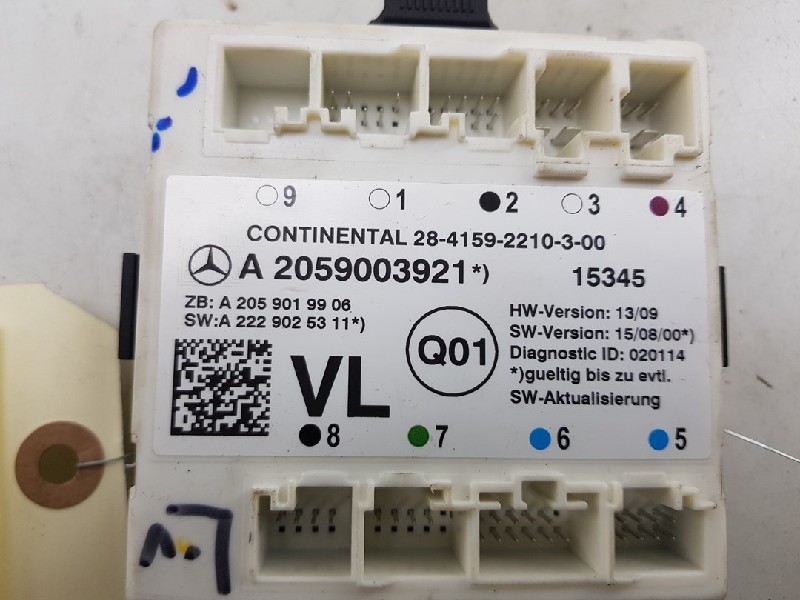 9 1 2 3 4
CONTINENTAL 28-4159-2210-3-00
A 2059003921*) 15345
ZB: A 205 901 99 06
SW:A 222 902 53 11*)
HW-Version: 13/09
SW-Version: 15/08/00*)
Diagnostic ID: 020114
*)gueltig bis zu evtl.
SW-Aktualisierung
VL
Q01
8 7 6 5